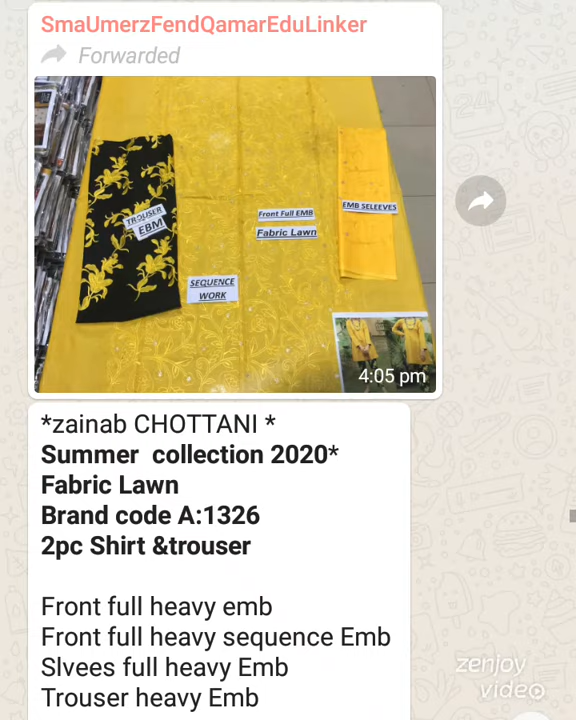 SmaUmerzFendQamarEduLinker
Forwarded
TROUSER
EBM
Front Full EMB
Fabric Lawn
EMB SELEEVES
SEQUENCE
WORK
4:05 pm
*zainab CHOTTANI *
Summer collection 2020*
Fabric Lawn
Brand code A:1326
2pc Shirt &trouser
Front full heavy emb
Front full heavy sequence Emb
Slvees full heavy Emb
Trouser heavy Emb
zenjoy
video